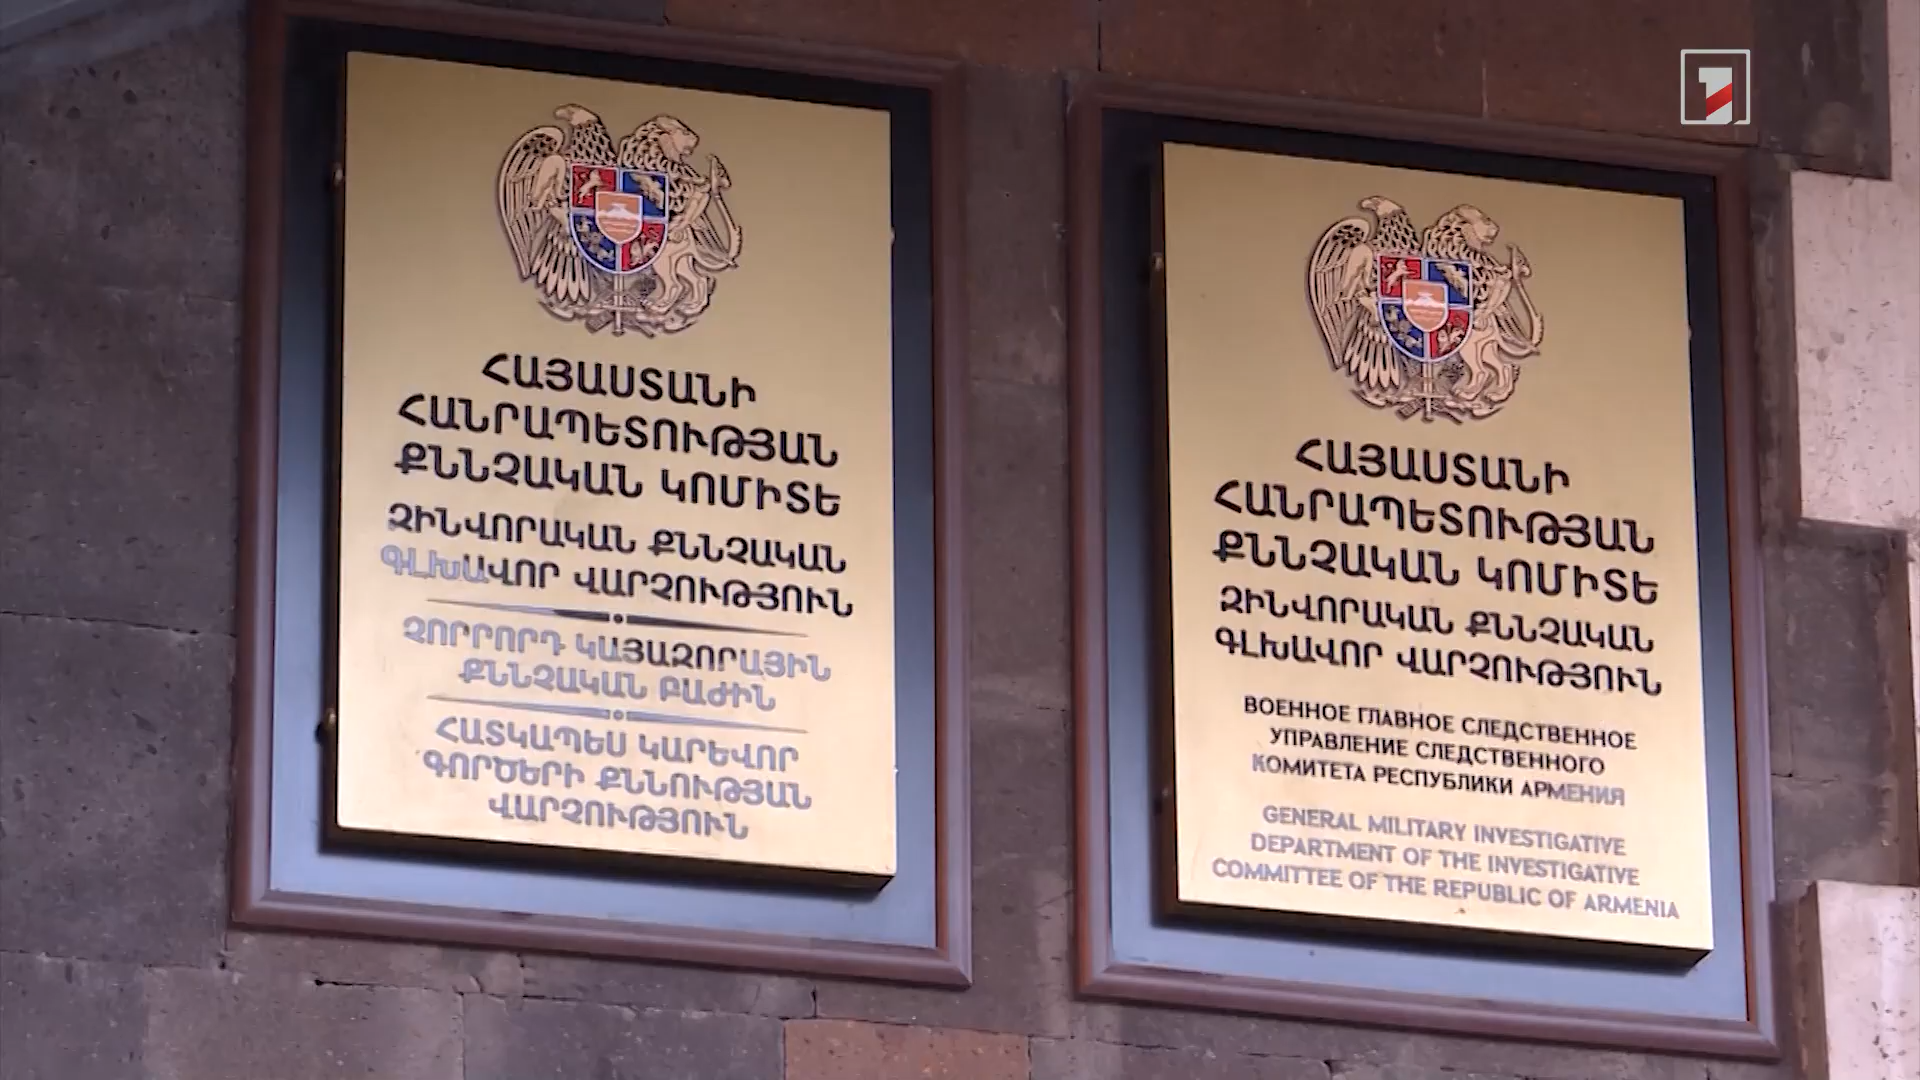 ՀԱՅԱՍՏԱՆԻ
ՀԱՆՐԱՊԵՏՈՒԹՅԱՆ
ՔՆՆՉԱԿԱՆ ԿՈՄԻՏԵ
ԶԻՆՎՈՐԱԿԱՆ ՔՆՆՉԱԿԱՆ
ԳԼԽԱՎՈՐ ՎԱՐՉՈՒԹՅՈՒՆ
ՉՈՐՐՈՐԴ ԿԱՅԱԶՈՐԱՅԻՆ
ՔՆՆՉԱԿԱՆ ԲԱԺԻՆ
ՀԱՏԿԱՊԵՍ ԿԱՐԵՎՈՐ
ԳՈՐԾԵՐԻ ՔՆՆՈՒԹՅԱՆ
ՎԱՐՉՈՒԹՅՈՒՆ
ՀԱՅԱՍՏԱՆԻ
ՀԱՆՐԱՊԵՏՈՒԹՅԱՆ
ՔՆՆՉԱԿԱՆ ԿՈՄԻՏԵ
ԶԻՆՎՈՐԱԿԱՆ ՔՆՆՉԱԿԱՆ
ԳԼԽԱՎՈՐ ՎԱՐՉՈՒԹՅՈՒՆ
ВОЕННОЕ ГЛАВНОЕ СЛЕДСТВЕННОЕ
УПРАВЛЕНИЕ СЛЕДСТВЕННОГО
КОМИТЕТА РЕСПУБЛИКИ АРМЕНИЯ
GENERAL MILITARY INVESTIGATIVE
DEPARTMENT OF THE INVESTIGATIVE
COMMITTEE OF THE REPUBLIC OF ARMENIA
1